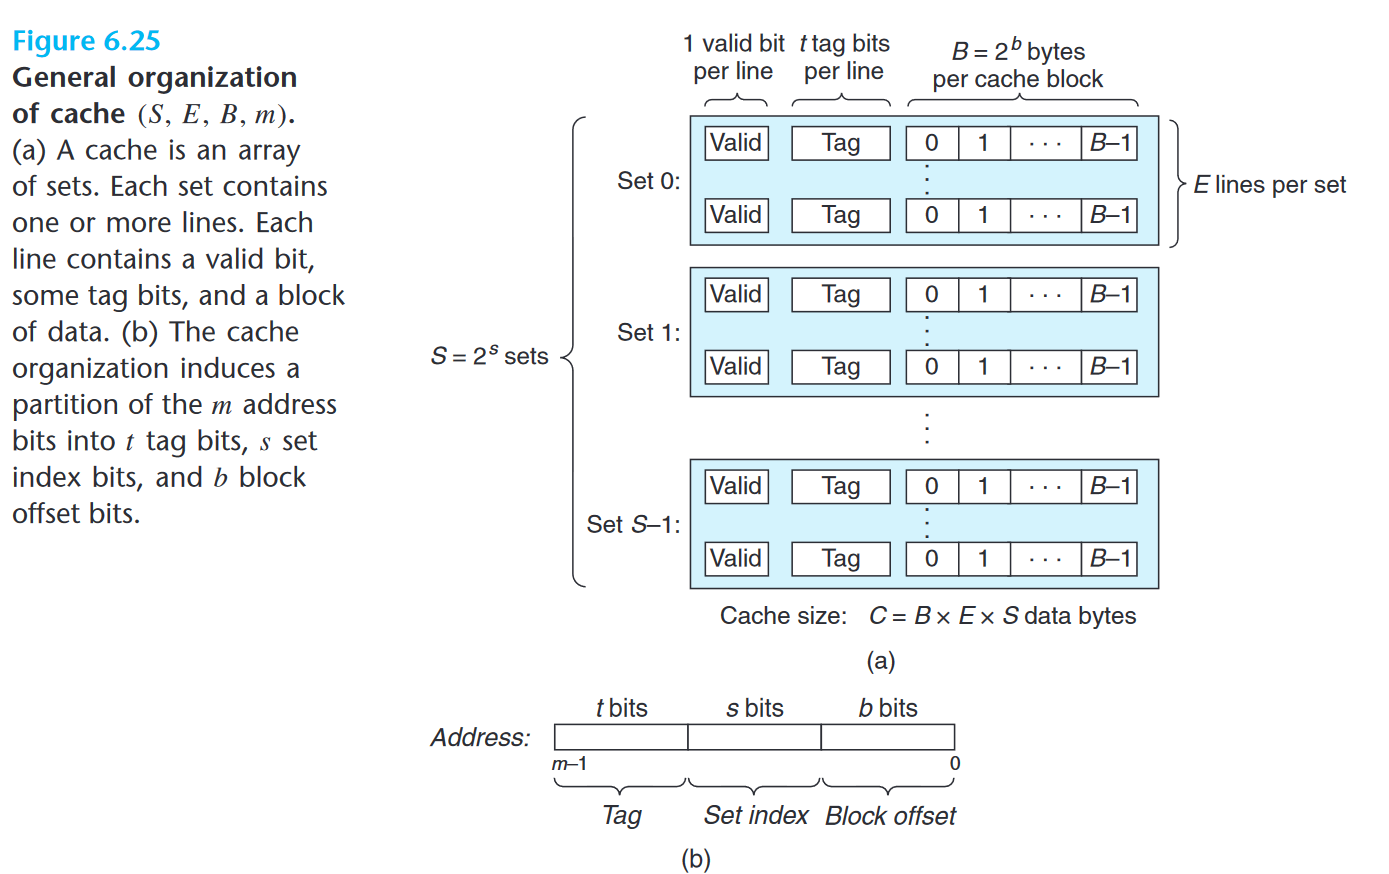 Figure 6.25
General organization
of cache (S, E, B, m).
(a) A cache is an array
of sets. Each set contains
one or more lines. Each
line contains a valid bit,
some tag bits, and a block
of data. (b) The cache
organization induces a
partition of the m address
bits into t tag bits, s set
index bits, and b block
offset bits.
1 valid bit
per line
t tag bits
per line
B = 2^b bytes
per cache block
Set 0:
Valid Tag 0 1 · · · B–1
Valid Tag 0 1 · · · B–1
E lines per set
S = 2^s sets
Set 1:
Valid Tag 0 1 · · · B–1
Valid Tag 0 1 · · · B–1
Set S–1:
Valid Tag 0 1 · · · B–1
Valid Tag 0 1 · · · B–1
Cache size: C = B × E × S data bytes
(a)
t bits s bits b bits
Address:
m–1 0
Tag Set index Block offset
(b)